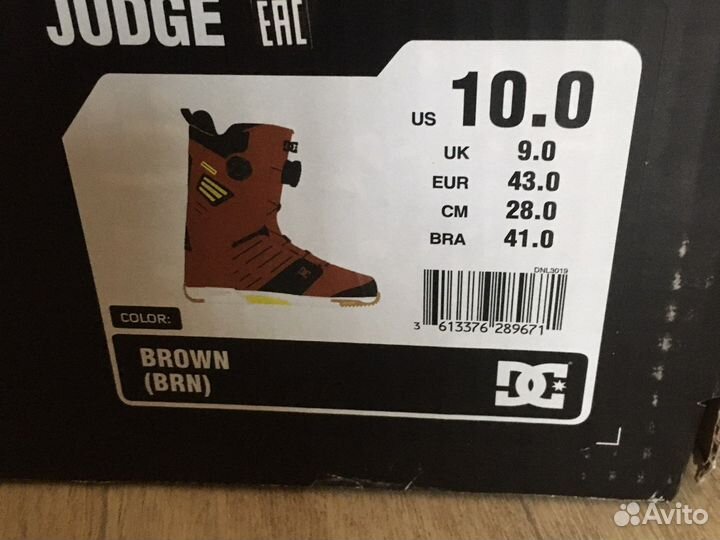 JUDGE EAC
US 10.0
UK 9.0
EUR 43.0
CM 28.0
BRA 41.0
DNL3019
3 613376 289671
COLOR:
BROWN
(BRN)
DC
Avito